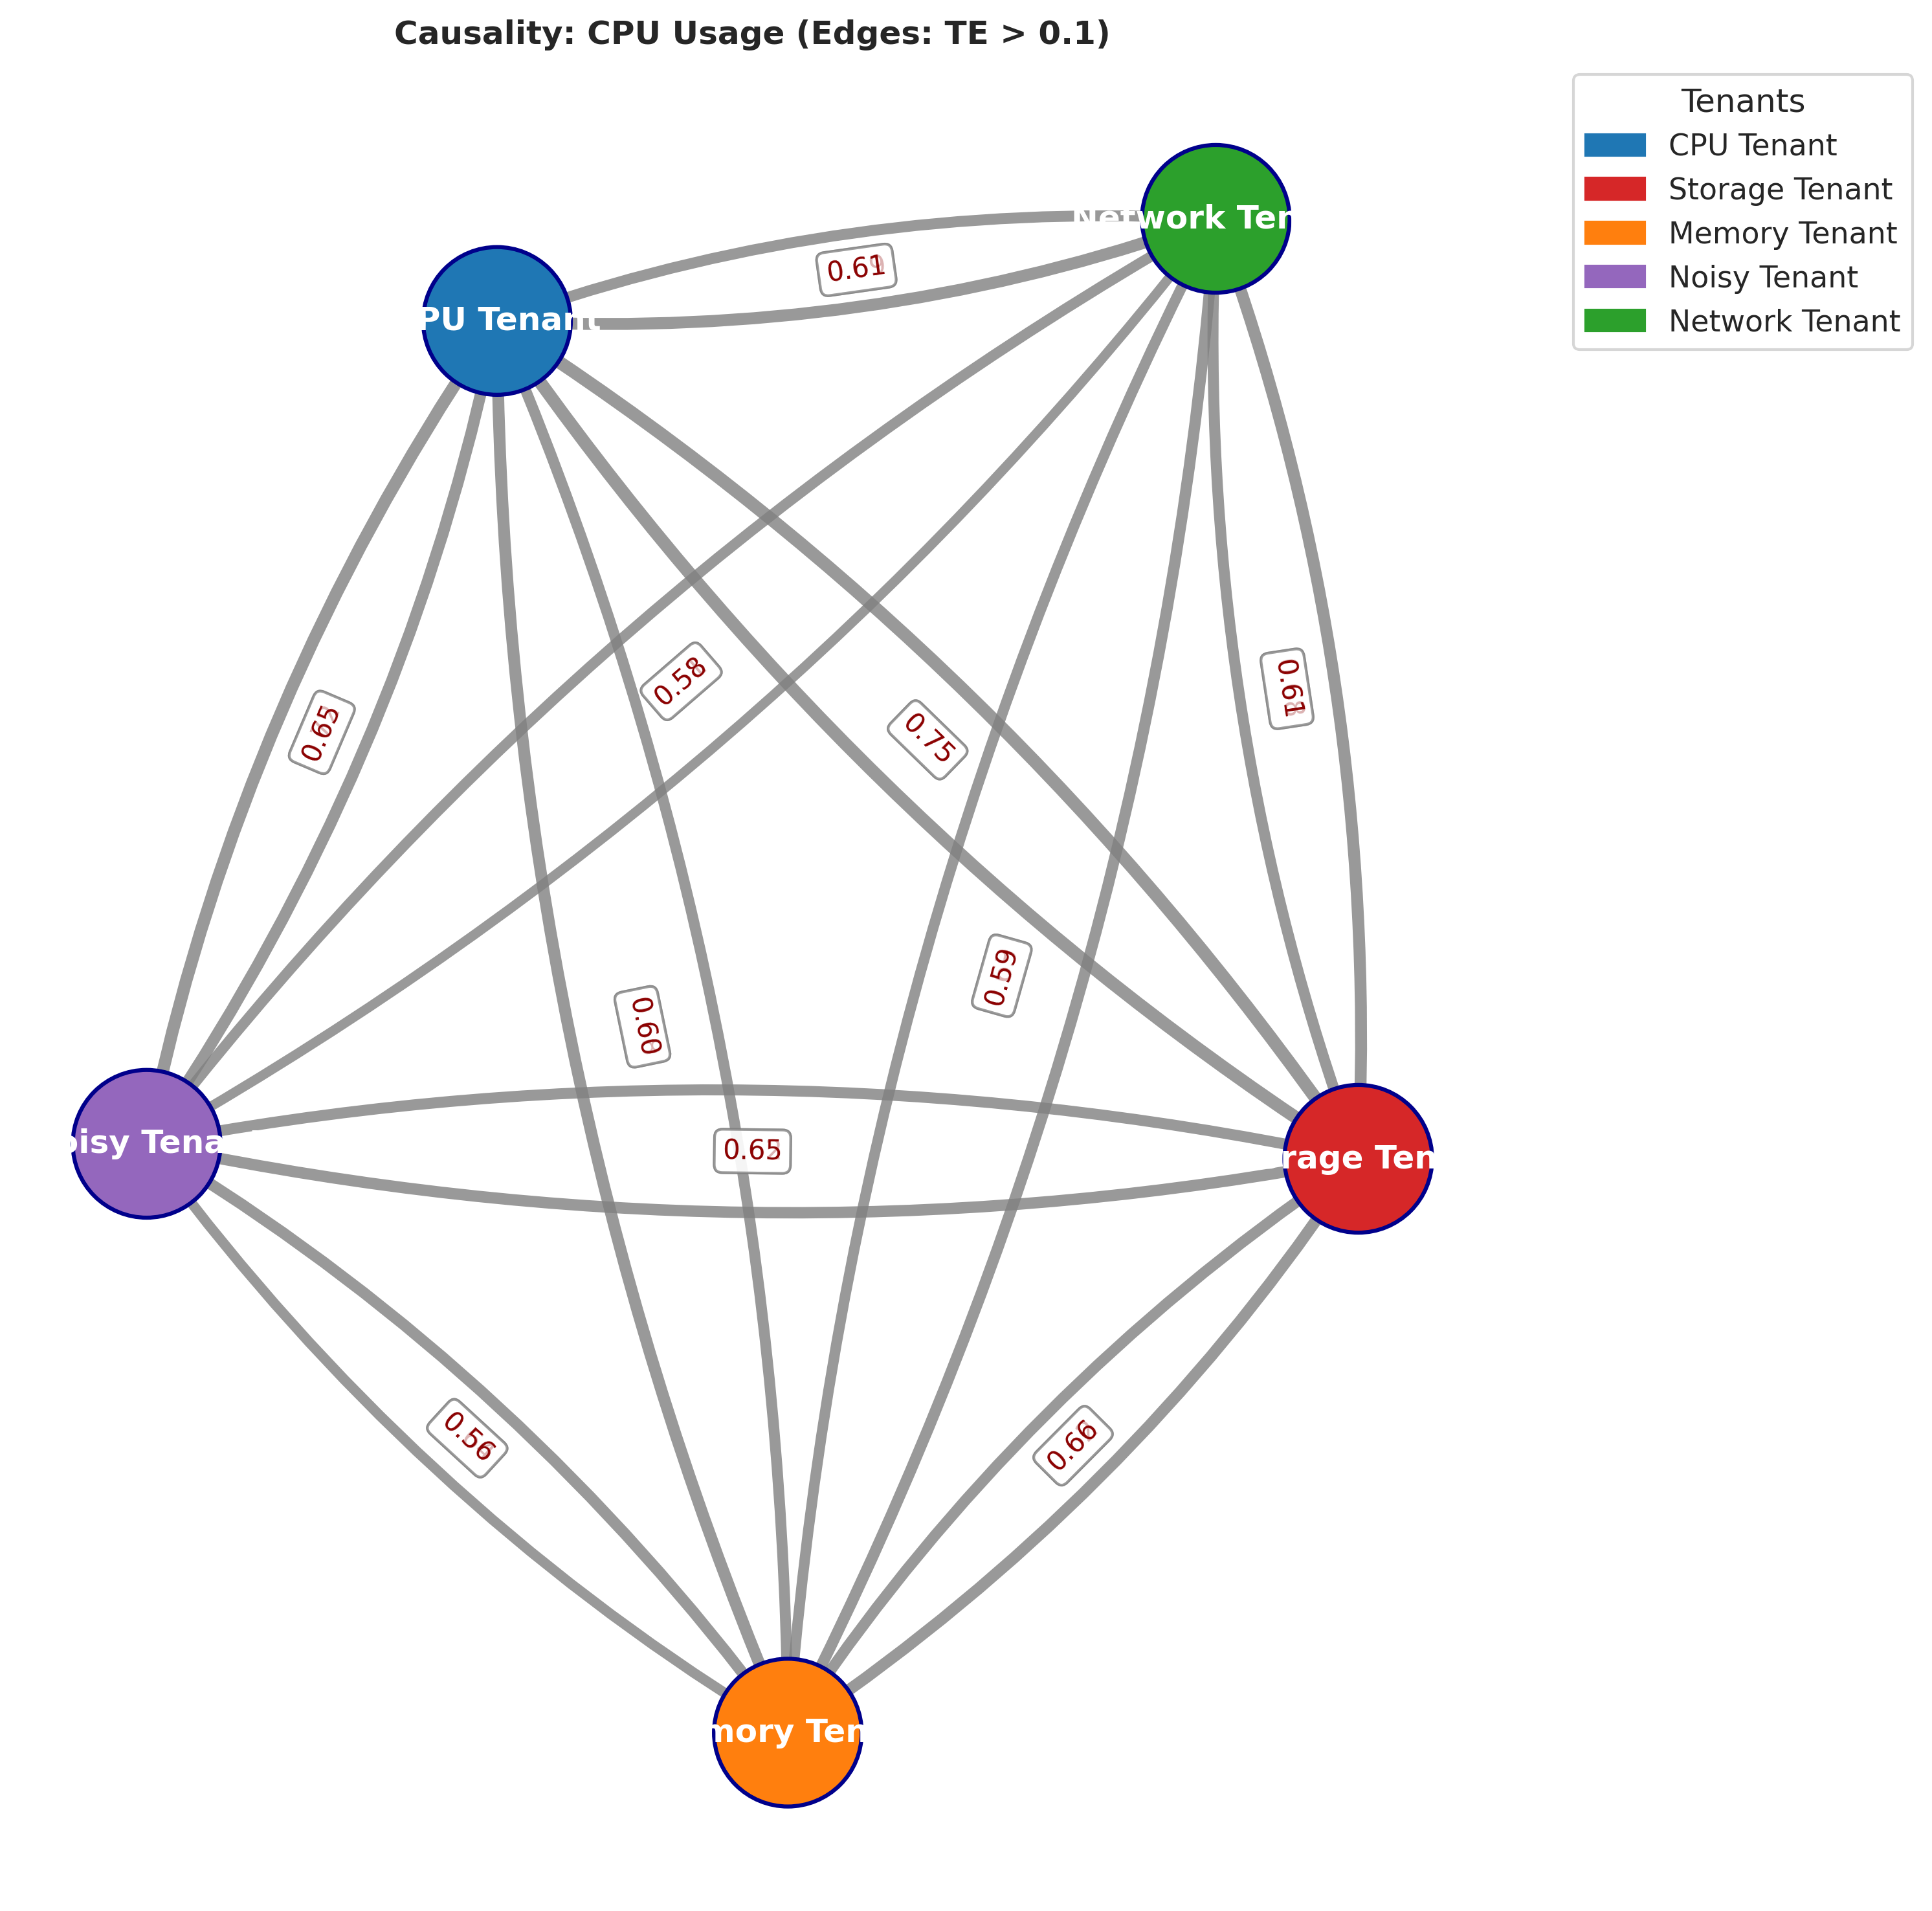 Causality: CPU Usage (Edges: TE > 0.1)
Tenants
CPU Tenant
Storage Tenant
Memory Tenant
Noisy Tenant
Network Tenant
Network Ten
PU Tenant
0.61
0.58
0.65
0.75
0.61
0.59
0.60
0.65
oisy Tena
rage Ten
0.56
0.66
mory Ten